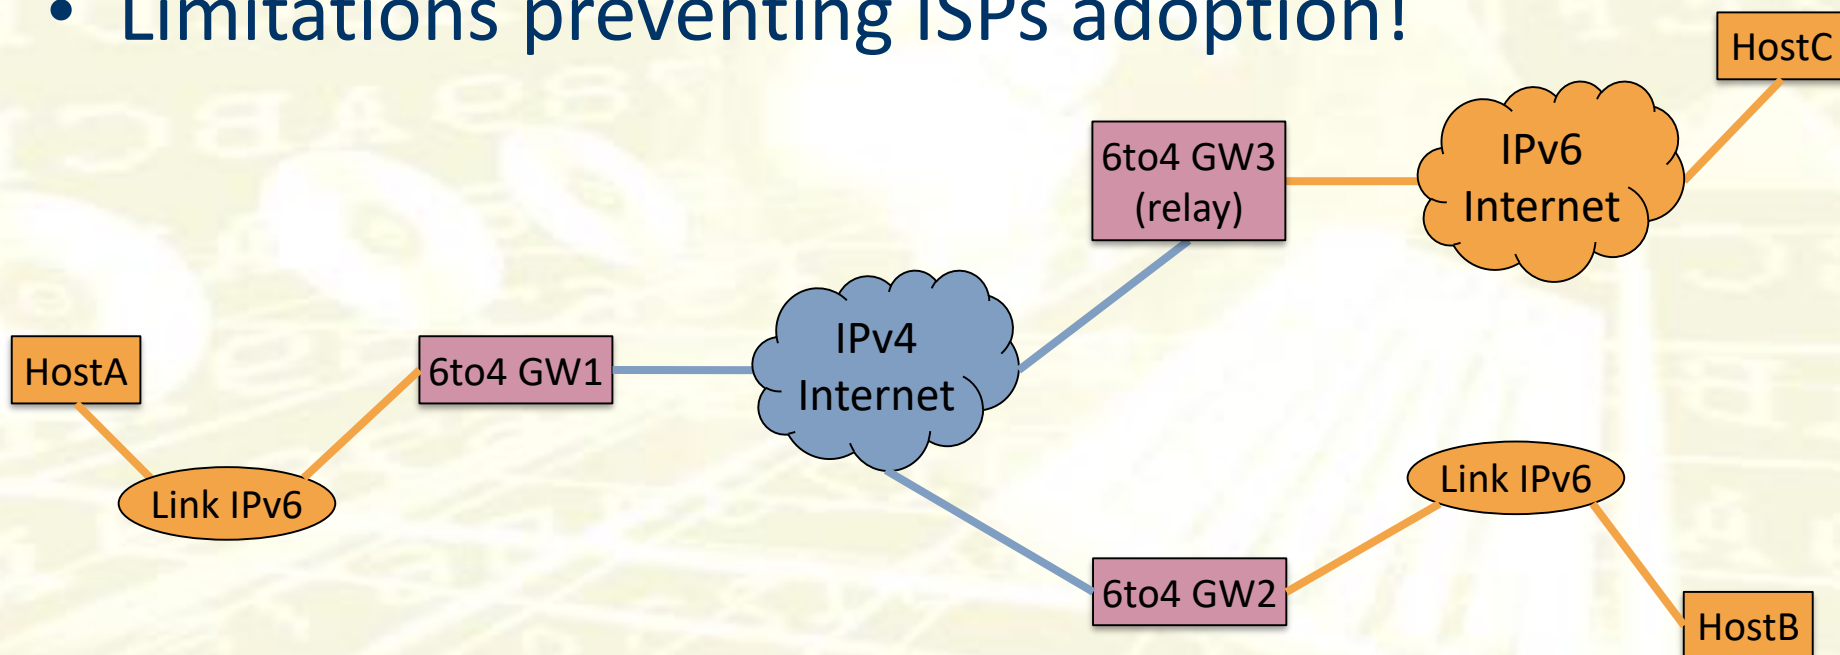 • Limitations preventing ISPs adoption!
HostC
6to4 GW3
(relay)
IPv6
Internet
HostA
6to4 GW1
IPv4
Internet
Link IPv6
Link IPv6
6to4 GW2
HostB